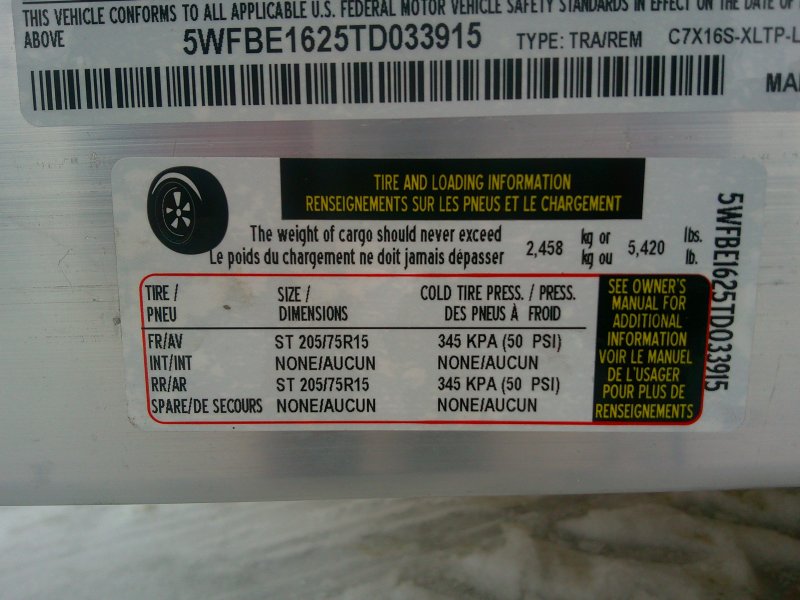 THIS VEHICLE CONFORMS TO ALL APPLICABLE U.S. FEDERAL MOTOR VEHICLE SAFETY STANDARDS IN EFFECT ON THE DATE OF
ABOVE
5WFBE1625TD033915 TYPE: TRA/REM C7X16S-XLTP-L
MA
TIRE AND LOADING INFORMATION
RENSEIGNEMENTS SUR LES PNEUS ET LE CHARGEMENT
The weight of cargo should never exceed
Le poids du chargement ne doit jamais dépasser
2,458 kg or kg ou 5,420 lbs. lb.
TIRE / PNEU SIZE / DIMENSIONS COLD TIRE PRESS. / PRESS. DES PNEUS À FROID
FR/AV ST 205/75R15 345 KPA (50 PSI)
INT/INT NONE/AUCUN NONE/AUCUN
RR/AR ST 205/75R15 345 KPA (50 PSI)
SPARE/DE SECOURS NONE/AUCUN NONE/AUCUN
SEE OWNER'S
MANUAL FOR
ADDITIONAL
INFORMATION
VOIR LE MANUEL
DE L'USAGER
POUR PLUS DE
RENSEIGNEMENTS
5WFBE1625TD033915